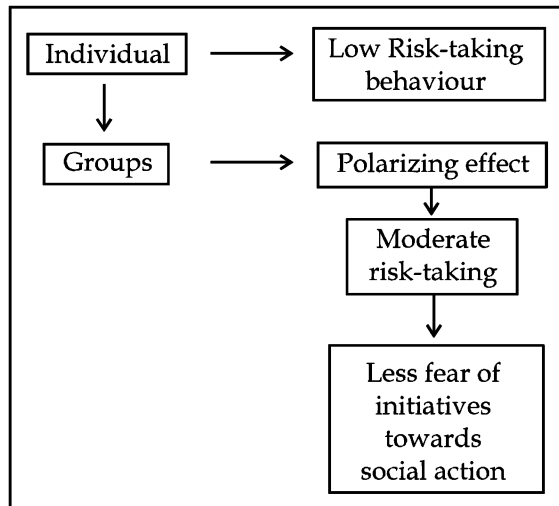 Individual
Low Risk-taking
behaviour
Groups
Polarizing effect
Moderate
risk-taking
Less fear of
initiatives
towards
social action